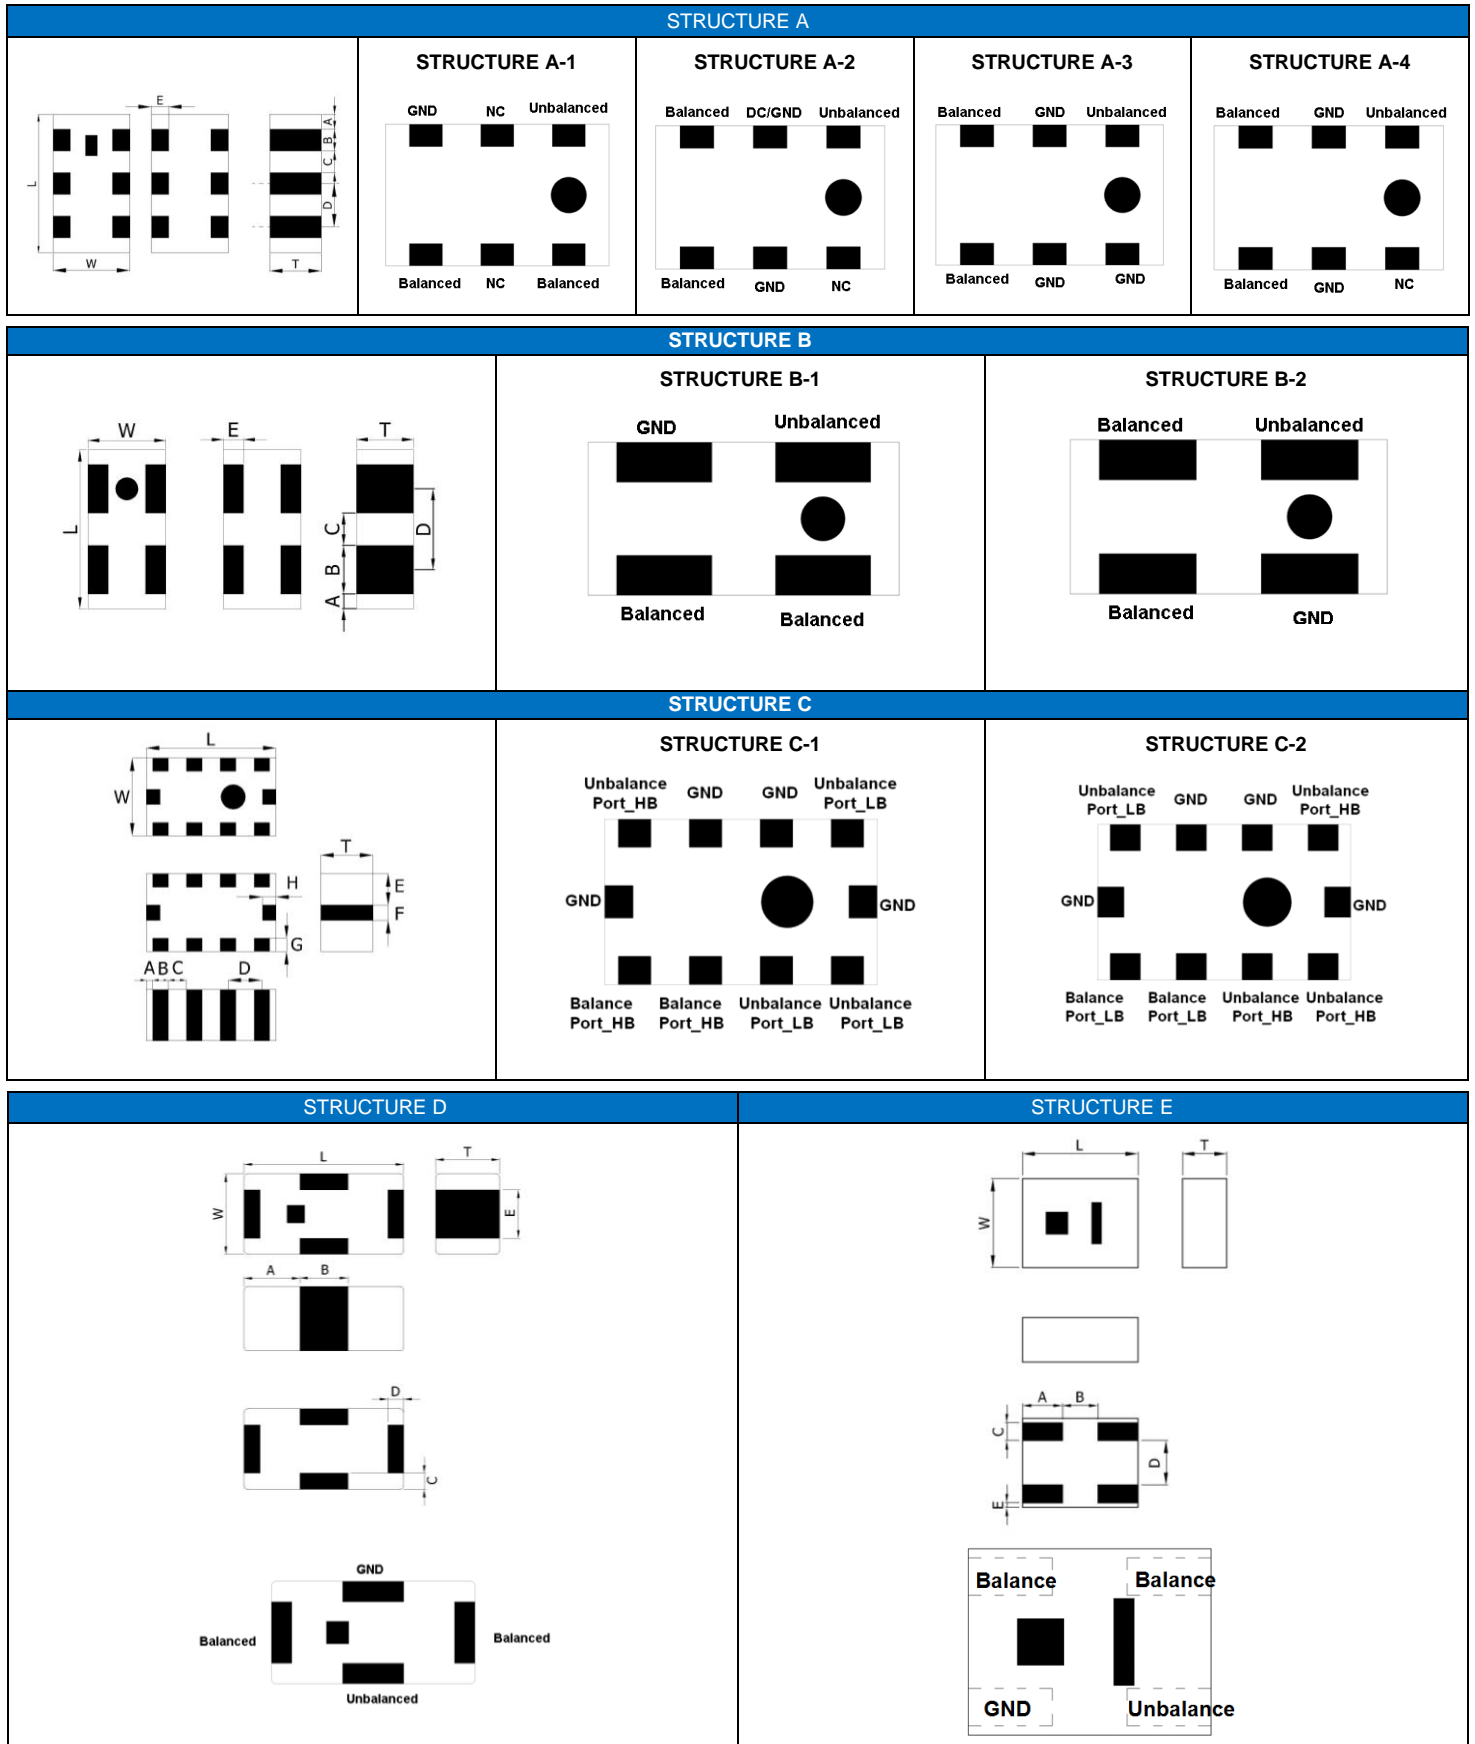 STRUCTURE A
STRUCTURE A-1
STRUCTURE A-2
STRUCTURE A-3
STRUCTURE A-4
E
A
B
C
D
L
W
T
GND NC Unbalanced
Balanced NC Balanced
Balanced DC/GND Unbalanced
Balanced GND NC
Balanced GND Unbalanced
Balanced GND GND
Balanced GND Unbalanced
Balanced GND NC
STRUCTURE B
STRUCTURE B-1
STRUCTURE B-2
W E T
L
C
D
B
A
GND Unbalanced
Balanced Balanced
Balanced Unbalanced
Balanced GND
STRUCTURE C
STRUCTURE C-1
STRUCTURE C-2
L
W
T
H
E
F
G
A B C D
Unbalance GND GND Unbalance
Port_HB Port_LB
GND GND
Balance Balance Unbalance Unbalance
Port_HB Port_HB Port_LB Port_LB
Unbalance GND GND Unbalance
Port_LB Port_HB
GND GND
Balance Balance Unbalance Unbalance
Port_LB Port_LB Port_HB Port_HB
STRUCTURE D
L T
W
E
A B
D
C
GND
Balanced Balanced
Unbalanced
STRUCTURE E
L T
W
A B
C
D
E
Balance Balance
GND Unbalance